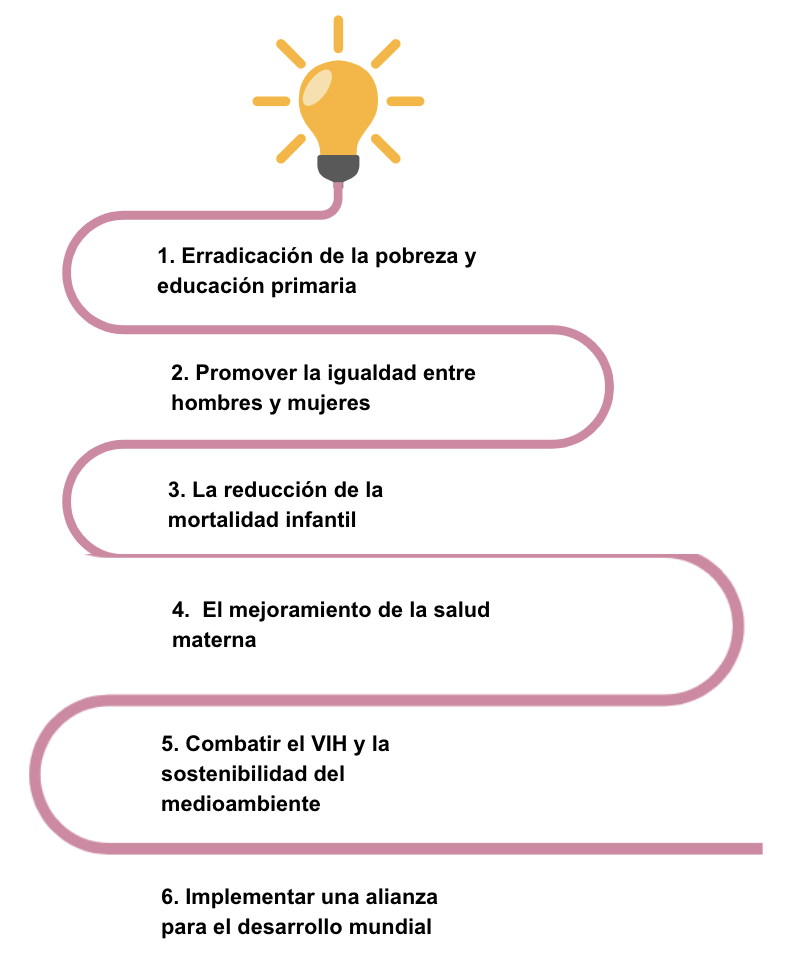 1. Erradicación de la pobreza y
educación primaria
2. Promover la igualdad entre
hombres y mujeres
3. La reducción de la
mortalidad infantil
4.  El mejoramiento de la salud
materna
5. Combatir el VIH y la
sostenibilidad del
medioambiente
6. Implementar una alianza
para el desarrollo mundial